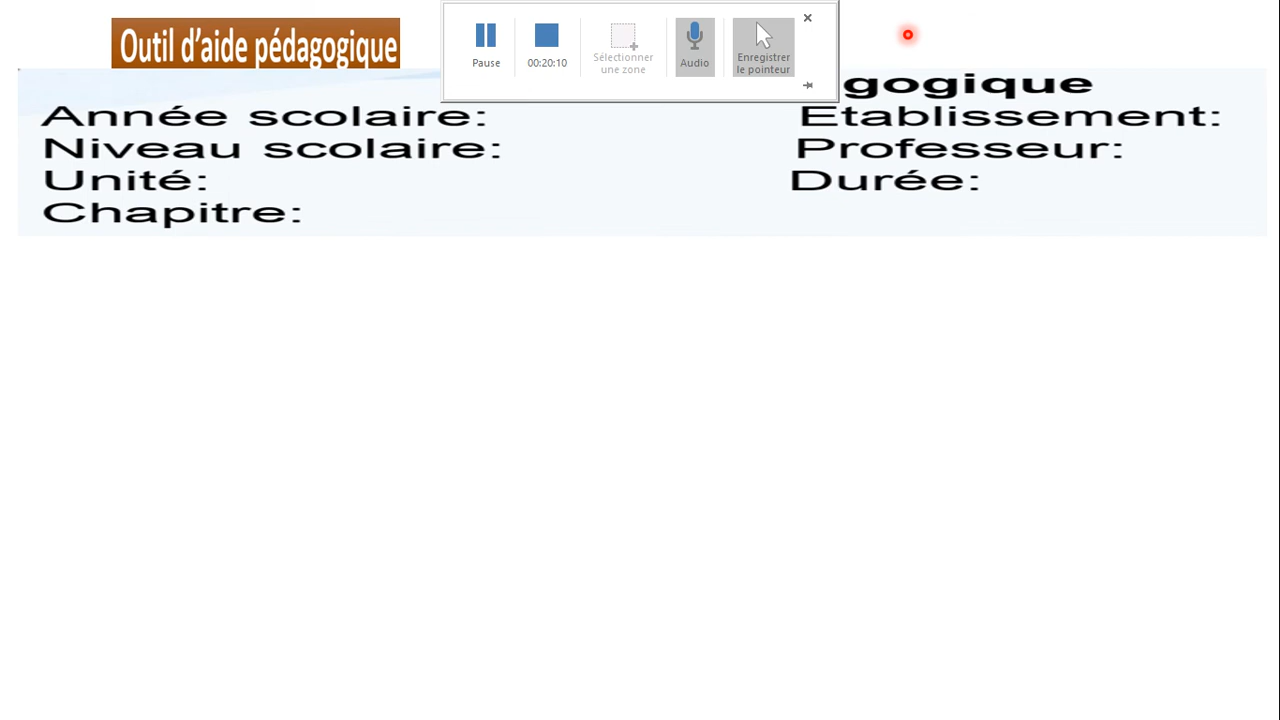 Outil d'aide pédagogique
Pause
00:20:10
Sélectionner
une zone
Audio
Enregistrer
le pointeur
gogique
Année scolaire:
Etablissement:
Niveau scolaire:
Professeur:
Unité:
Durée:
Chapitre: